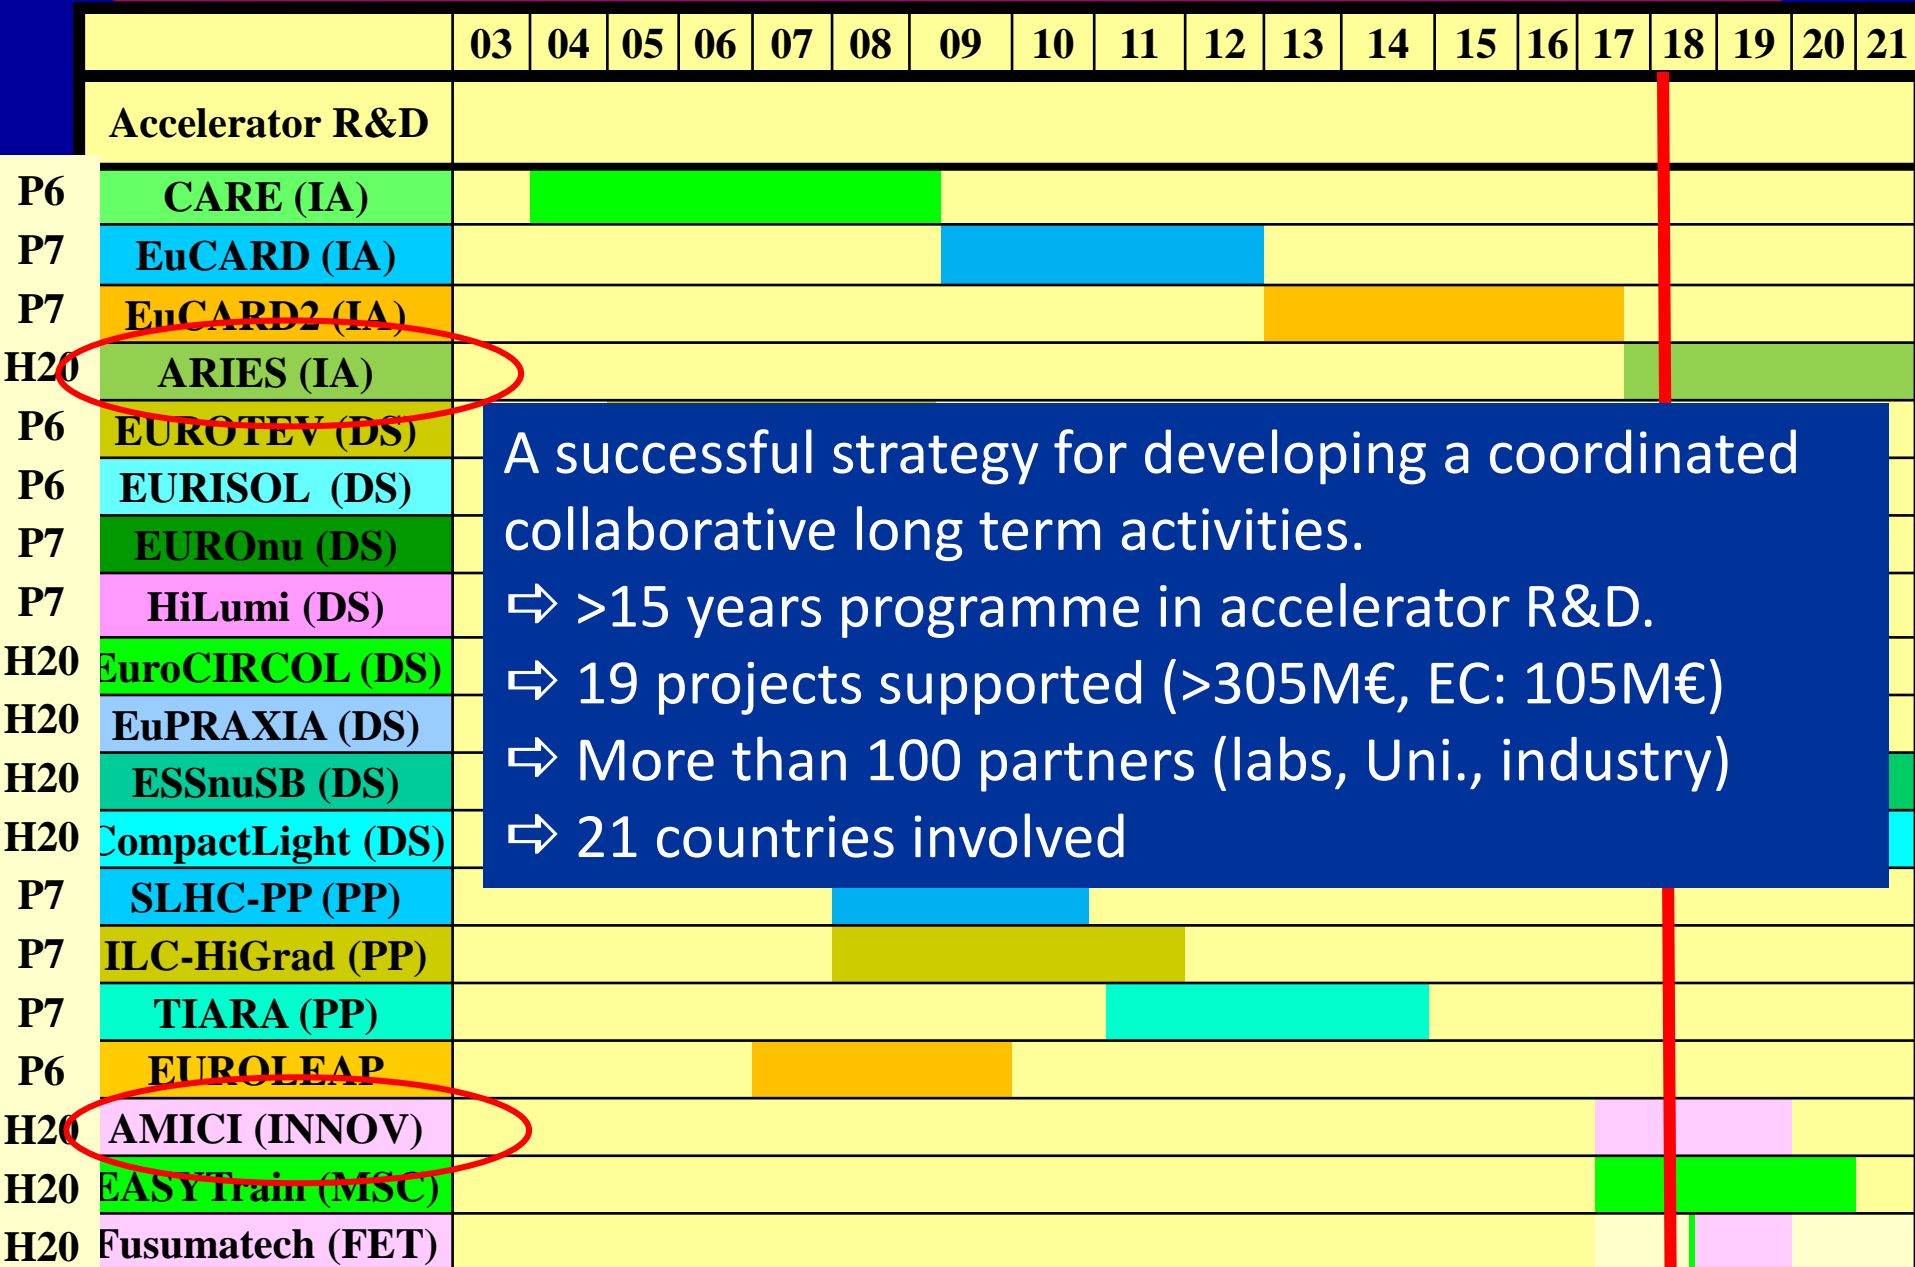 03 04 05 06 07 08 09 10 11 12 13 14 15 16 17 18 19 20 21
Accelerator R&D
P6 CARE (IA)
P7 EuCARD (IA)
P7 EuCARD2 (IA)
H20 ARIES (IA)
P6 EUROTEV (DS)
P6 EURISOL (DS)
P7 EUROnu (DS)
P7 HiLumi (DS)
H20 EuroCIRCOL (DS)
H20 EuPRAXIA (DS)
H20 ESSnuSB (DS)
H20 CompactLight (DS)
P7 SLHC-PP (PP)
P7 ILC-HiGrad (PP)
P7 TIARA (PP)
P6 EUROLEAP
H20 AMICI (INNOV)
H20 EASYTrain (MSC)
H20 Fusumatech (FET)
A successful strategy for developing a coordinated
collaborative long term activities.
⇨ >15 years programme in accelerator R&D.
⇨ 19 projects supported (>305M€, EC: 105M€)
⇨ More than 100 partners (labs, Uni., industry)
⇨ 21 countries involved